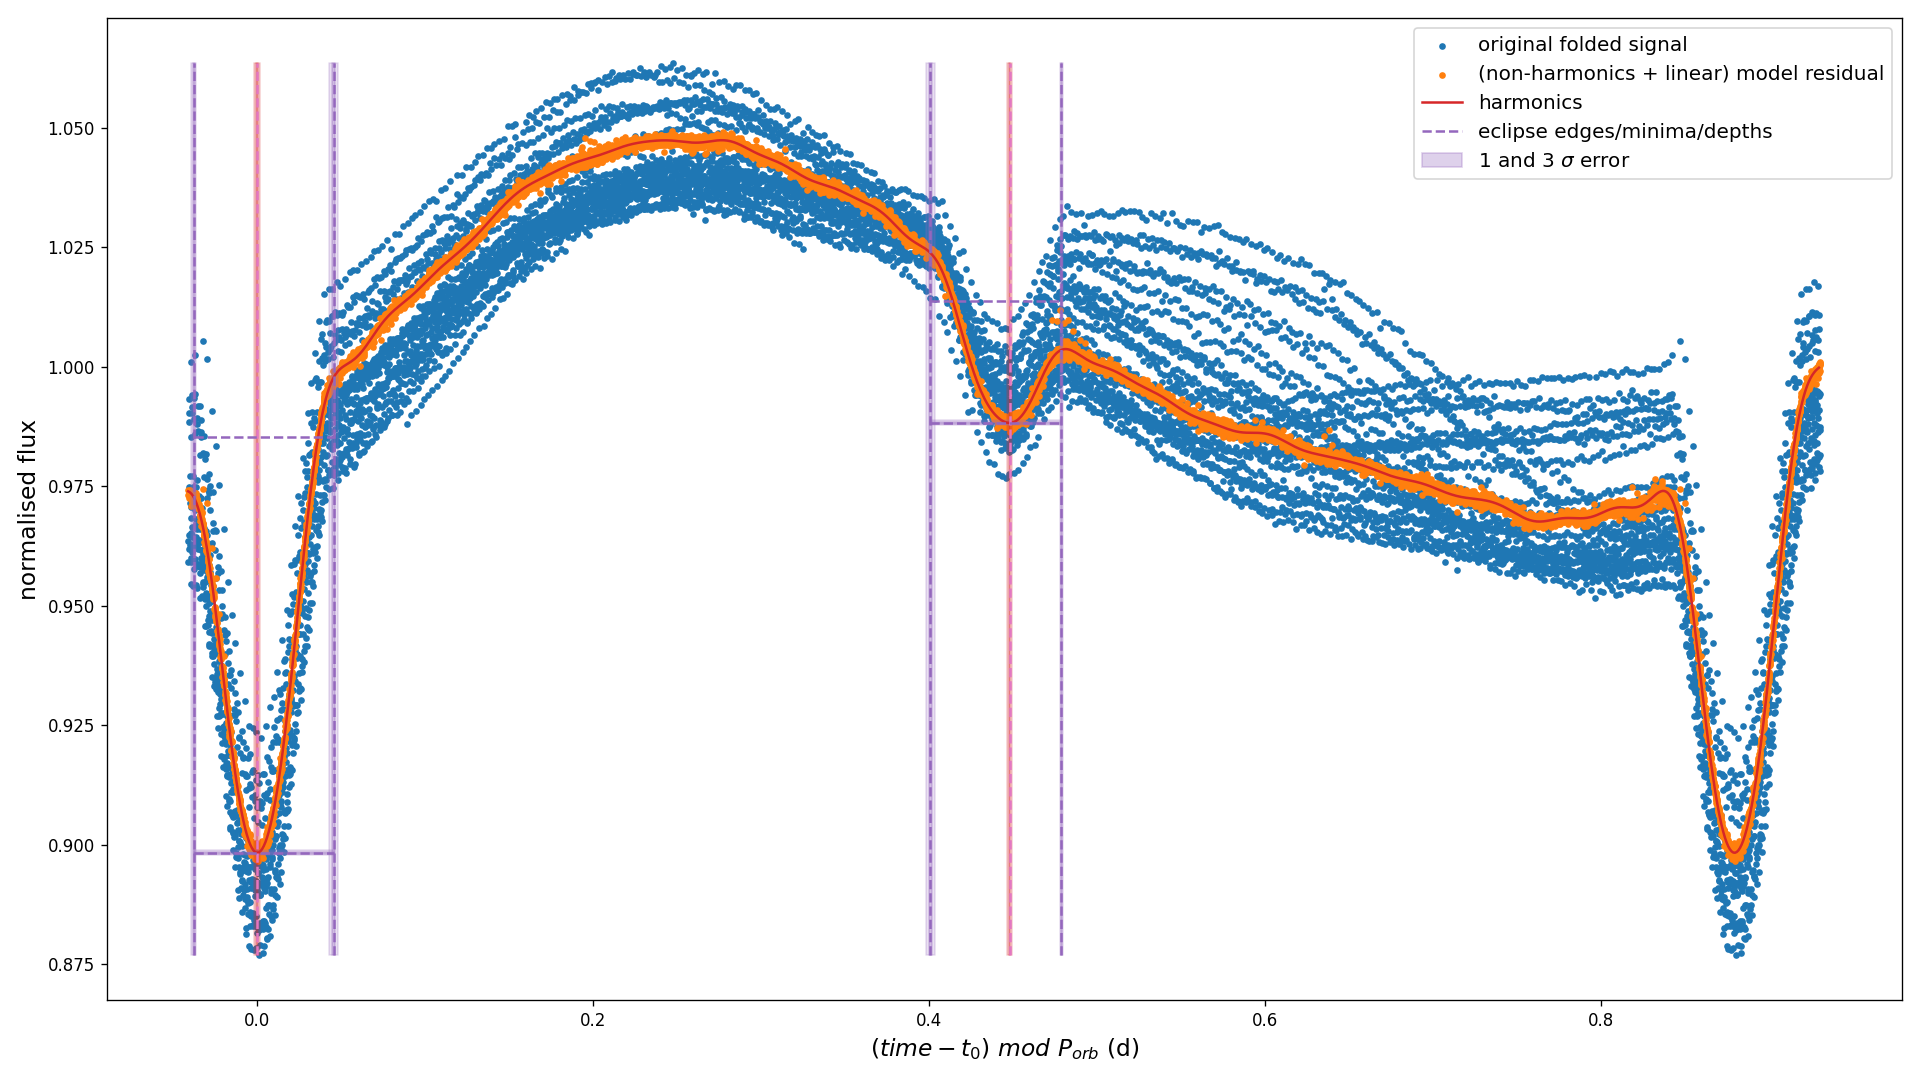 original folded signal
(non-harmonics + linear) model residual
harmonics
eclipse edges/minima/depths
1 and 3 σ error
normalised flux
1.050
1.025
1.000
0.975
0.950
0.925
0.900
0.875
0.0 0.2 0.4 0.6 0.8
(time − t₀) mod Pₒᵣb (d)